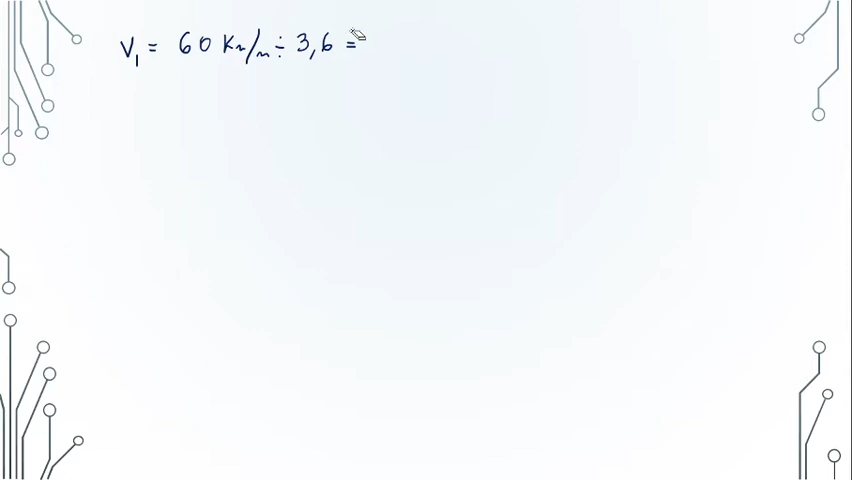 V₁ = 60 Km/h ÷ 3,6 =